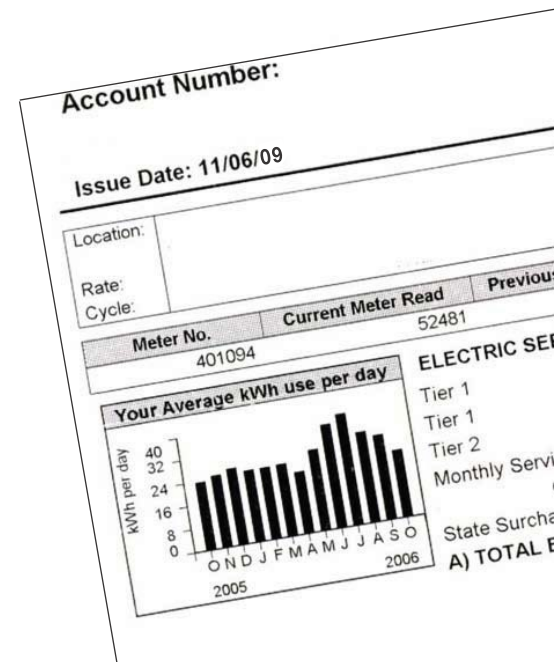 Account Number:
Issue Date: 11/06/09
Location:
Rate:
Cycle:
Meter No. Current Meter Read Previous
401094 52481
Your Average kWh use per day
kWh per day
40
32
24
16
8
0
O N D J F M A M J J A S O
2005 2006
ELECTRIC SE
Tier 1
Tier 1
Tier 2
Monthly Servi
State Surcha
A) TOTAL E